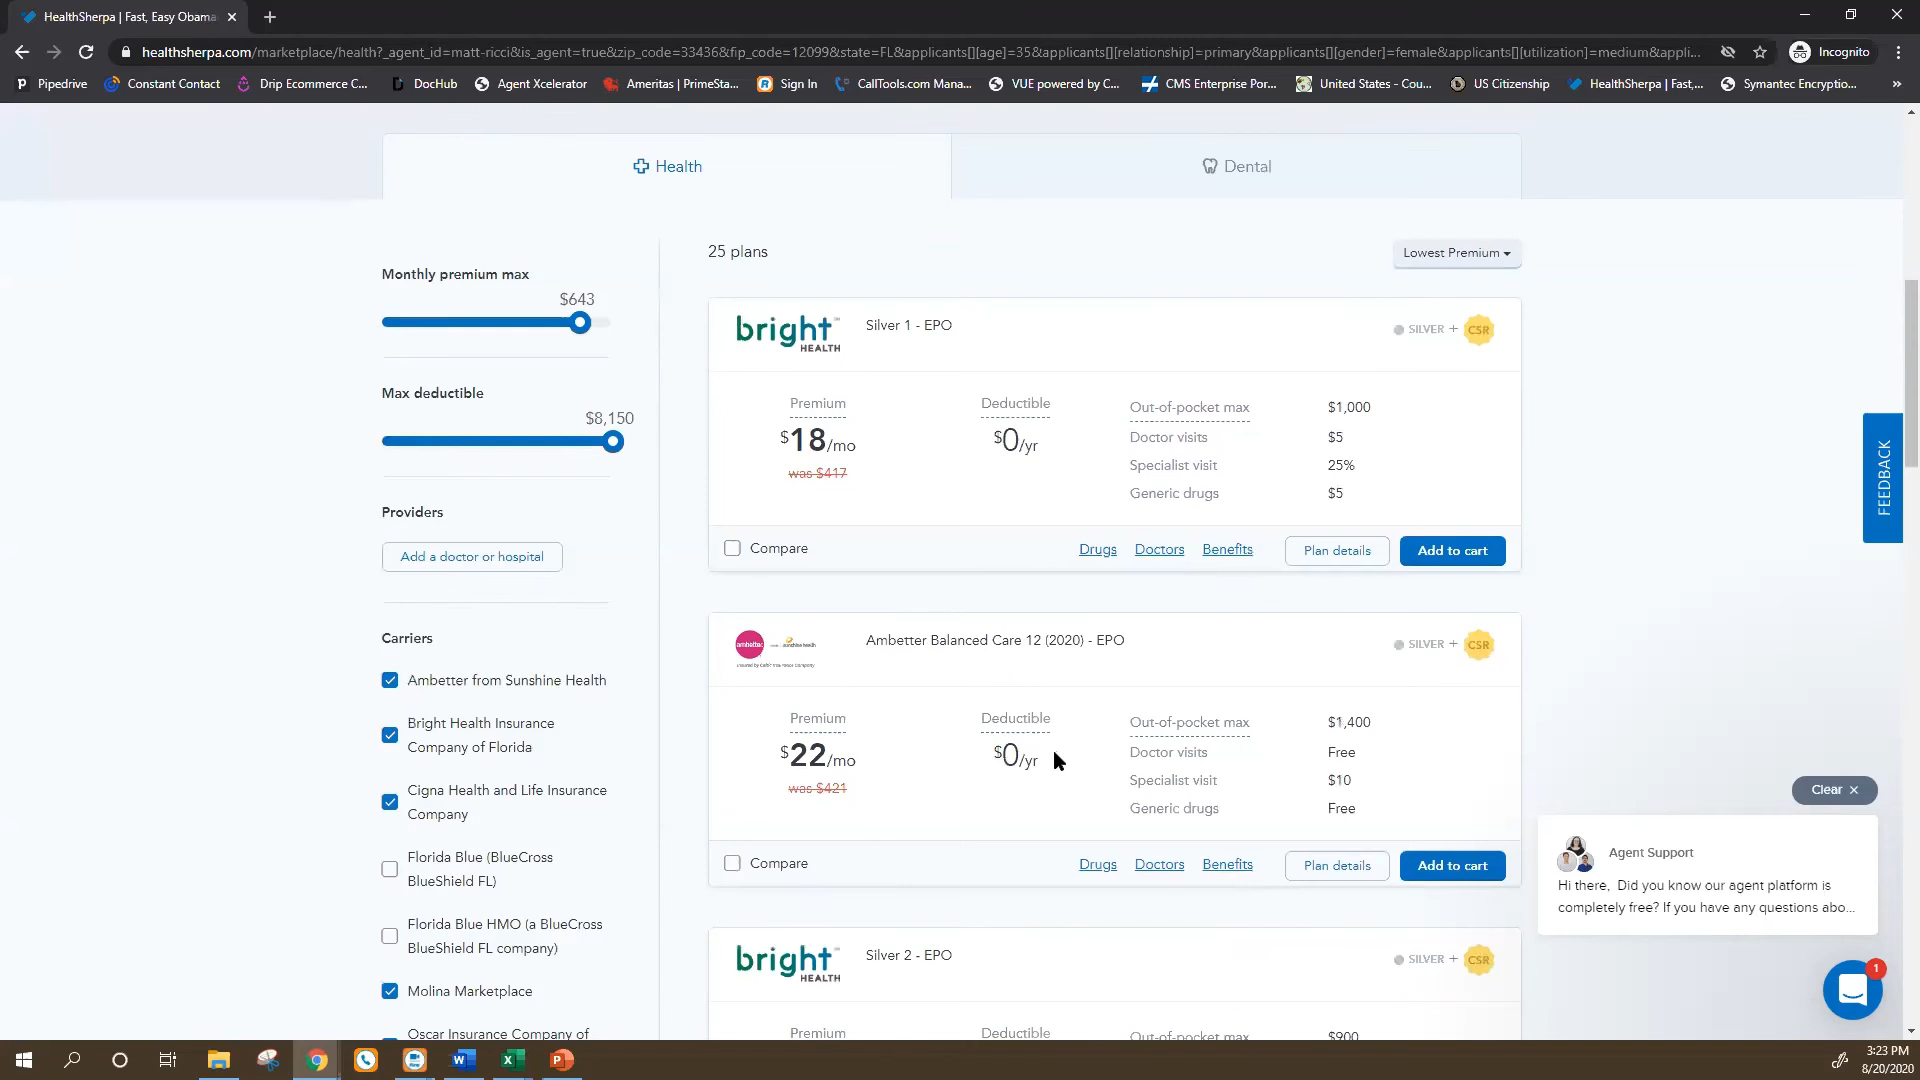 HealthSherpa | Fast, Easy Obama
healthsherpa.com/marketplace/health?_agent_id=matt-ricci&is_agent=true&zip_code=33436&fip_code=12099&state=FL&applicants[][age]=35&applicants[][relationship]=primary&applicants[][gender]=female&applicants[][utilization]=medium&appli...
Incognito
Pipedrive
Constant Contact
Drip Ecommerce C...
DocHub
Agent Xcelerator
Ameritas | PrimeSta...
Sign In
CallTools.com Mana...
VUE powered by C...
CMS Enterprise Por...
United States - Cou...
US Citizenship
HealthSherpa | Fast,...
Symantec Encryptio...
Health
Dental
Monthly premium max
$643
Max deductible
$8,150
Providers
Add a doctor or hospital
Carriers
Ambetter from Sunshine Health
Bright Health Insurance
Company of Florida
Cigna Health and Life Insurance
Company
Florida Blue (BlueCross
BlueShield FL)
Florida Blue HMO (a BlueCross
BlueShield FL company)
Molina Marketplace
Oscar Insurance Company of
25 plans
Lowest Premium
bright HEALTH
Silver 1 - EPO
SILVER + CSR
Premium
$18/mo
was $417
Deductible
$0/yr
Out-of-pocket max $1,000
Doctor visits $5
Specialist visit 25%
Generic drugs $5
Compare
Drugs Doctors Benefits
Plan details
Add to cart
ambetter
Ambetter Balanced Care 12 (2020) - EPO
SILVER + CSR
Premium
$22/mo
was $421
Deductible
$0/yr
Out-of-pocket max $1,400
Doctor visits Free
Specialist visit $10
Generic drugs Free
Compare
Drugs Doctors Benefits
Plan details
Add to cart
bright HEALTH
Silver 2 - EPO
SILVER + CSR
Premium
Deductible
Out-of-pocket max $900
FEEDBACK
Clear ×
Agent Support
Hi there, Did you know our agent platform is
completely free? If you have any questions abo...
1
3:23 PM
8/20/2020